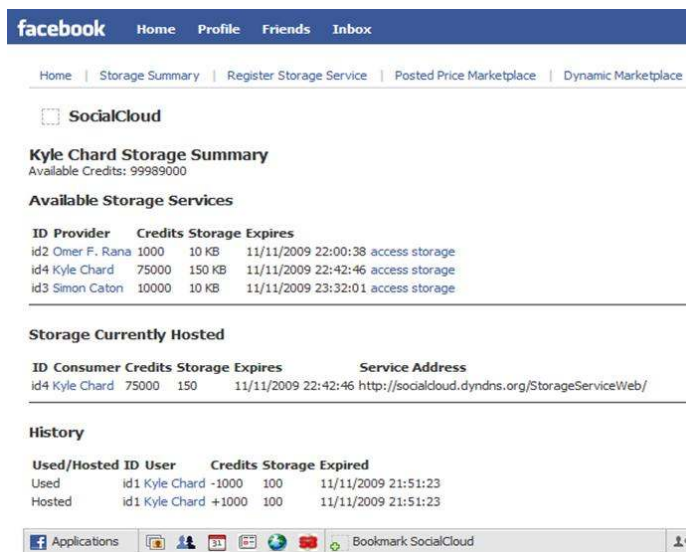 facebook Home Profile Friends Inbox
Home | Storage Summary | Register Storage Service | Posted Price Marketplace | Dynamic Marketplace
SocialCloud
Kyle Chard Storage Summary
Available Credits: 99989000
Available Storage Services
ID Provider Credits Storage Expires
id2 Omer F. Rana 1000 10 KB 11/11/2009 22:00:38 access storage
id4 Kyle Chard 75000 150 KB 11/11/2009 22:42:46 access storage
id3 Simon Caton 10000 10 KB 11/11/2009 23:32:01 access storage
Storage Currently Hosted
ID Consumer Credits Storage Expires Service Address
id4 Kyle Chard 75000 150 11/11/2009 22:42:46 http://socialcloud.dyndns.org/StorageServiceWeb/
History
Used/Hosted ID User Credits Storage Expired
Used id1 Kyle Chard -1000 100 11/11/2009 21:51:23
Hosted id1 Kyle Chard +1000 100 11/11/2009 21:51:23
Applications 31 Bookmark SocialCloud